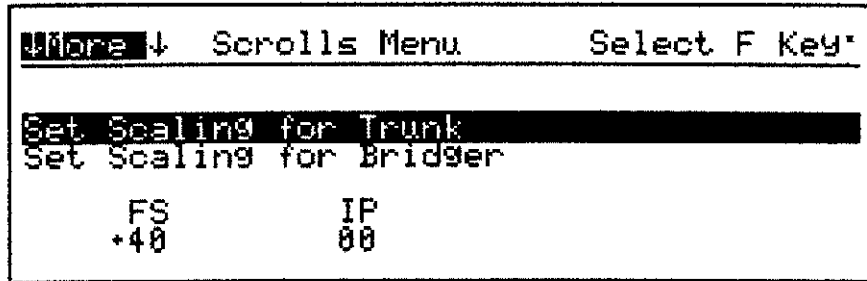 ↓More↓ Scrolls Menu Select F Key:
Set Scaling for Trunk
Set Scaling for Bridger
FS IP
+40 00